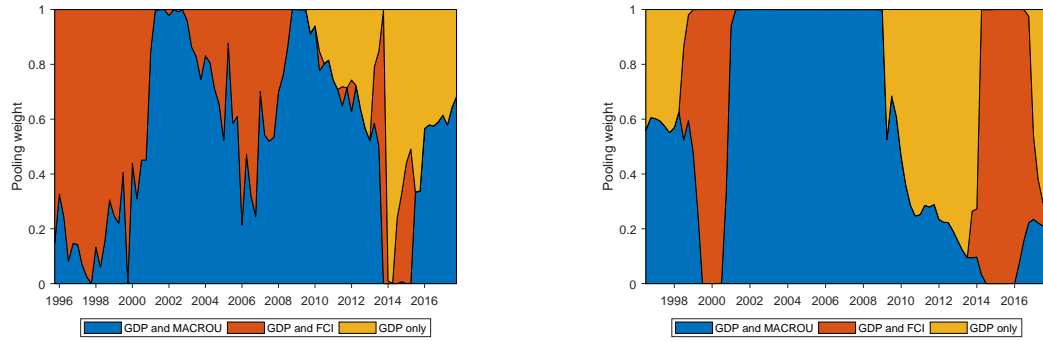 Pooling weight
1
0.8
0.6
0.4
0.2
0
1996 1998 2000 2002 2004 2006 2008 2010 2012 2014 2016
GDP and MACROU GDP and FCI GDP only
Pooling weight
1
0.8
0.6
0.4
0.2
0
1998 2000 2002 2004 2006 2008 2010 2012 2014 2016
GDP and MACROU GDP and FCI GDP only